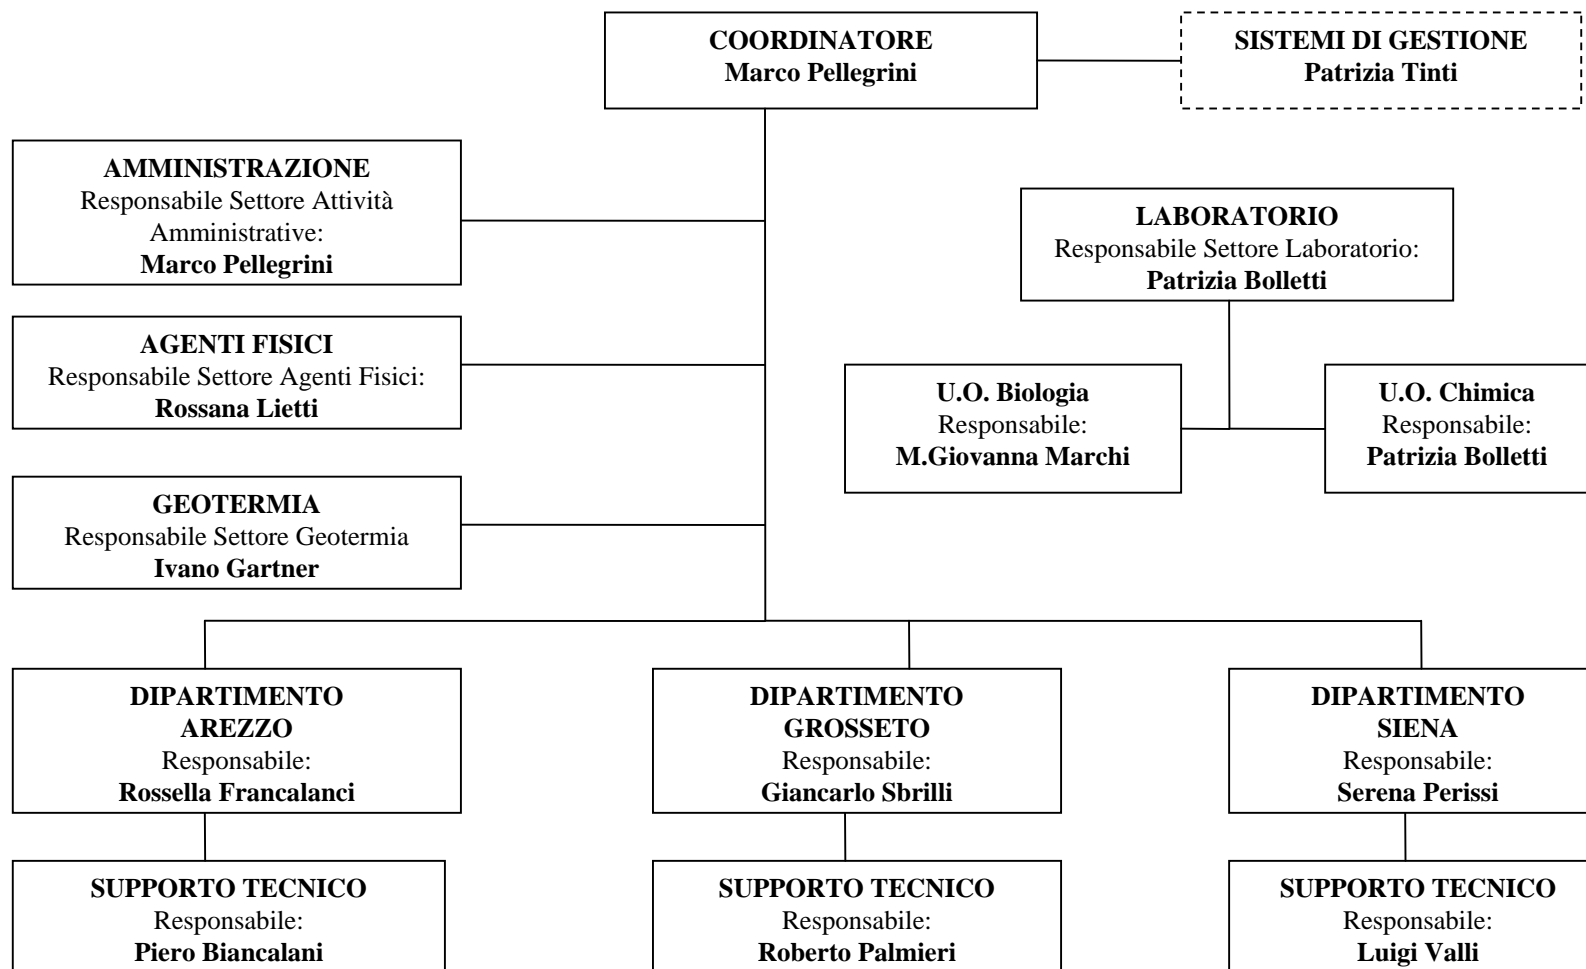 COORDINATORE
Marco Pellegrini
SISTEMI DI GESTIONE
Patrizia Tinti
AMMINISTRAZIONE
Responsabile Settore Attività
Amministrative:
Marco Pellegrini
LABORATORIO
Responsabile Settore Laboratorio:
Patrizia Bolletti
AGENTI FISICI
Responsabile Settore Agenti Fisici:
Rossana Lietti
U.O. Biologia
Responsabile:
M.Giovanna Marchi
U.O. Chimica
Responsabile:
Patrizia Bolletti
GEOTERMIA
Responsabile Settore Geotermia
Ivano Gartner
DIPARTIMENTO
AREZZO
Responsabile:
Rossella Francalanci
DIPARTIMENTO
GROSSETO
Responsabile:
Giancarlo Sbrilli
DIPARTIMENTO
SIENA
Responsabile:
Serena Perissi
SUPPORTO TECNICO
Responsabile:
Piero Biancalani
SUPPORTO TECNICO
Responsabile:
Roberto Palmieri
SUPPORTO TECNICO
Responsabile:
Luigi Valli